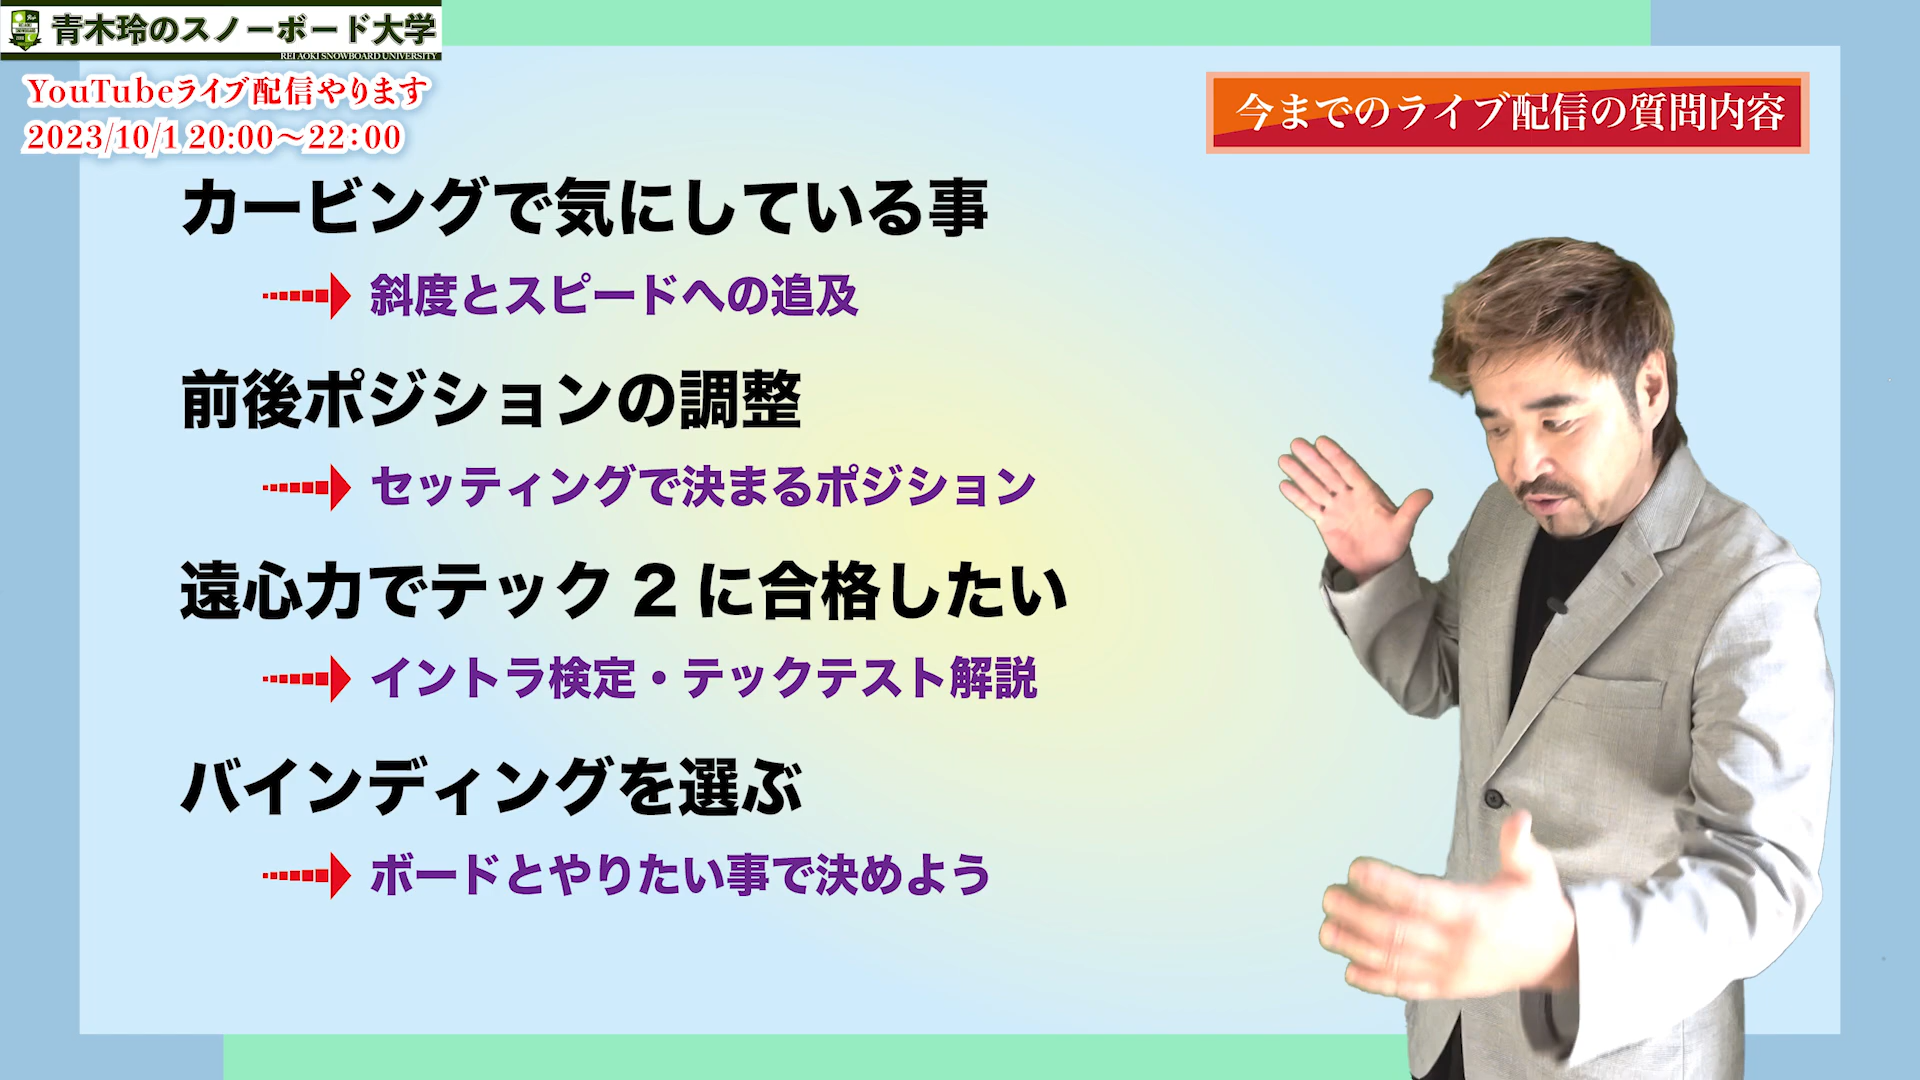 青木玲のスノーボード大学
REI AOKI SNOWBOARD UNIVERSITY
YouTubeライブ配信やります
2023/10/1 20:00～22:00
今までのライブ配信の質問内容
カービングで気にしている事
斜度とスピードへの追及
前後ポジションの調整
セッティングで決まるポジション
遠心力でテック2に合格したい
イントラ検定・テックテスト解説
バインディングを選ぶ
ボードとやりたい事で決めよう